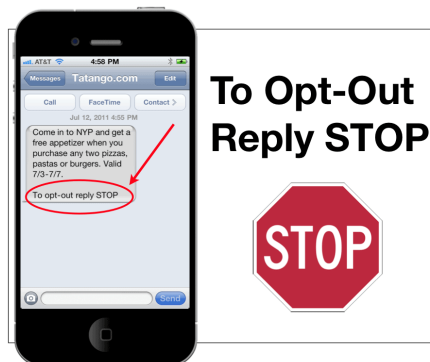 AT&T 4:58 PM
Messages Tatango.com Edit
Call FaceTime Contact >
Jul 12, 2011 4:55 PM
Come in to NYP and get a
free appetizer when you
purchase any two pizzas,
pastas or burgers. Valid
7/3-7/7.
To opt-out reply STOP
Send
To Opt-Out
Reply STOP
STOP